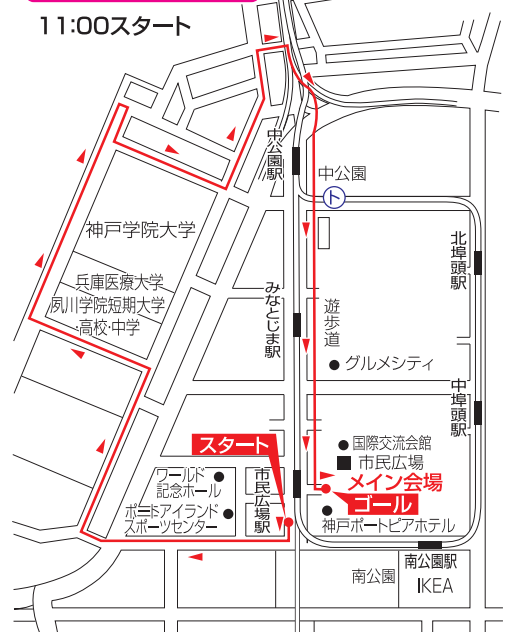 11:00スタート
中公園駅
中公園
ト
神戸学院大学
北埠頭駅
兵庫医療大学
夙川学院短期大学
・高校・中学
みなとじま駅
遊歩道
グルメシティ
中埠頭駅
スタート
国際交流会館
市民広場
メイン会場
ゴール
ワールド
記念ホール
市民広場駅
ポートアイランド
スポーツセンター
神戸ポートピアホテル
南公園駅
南公園
IKEA